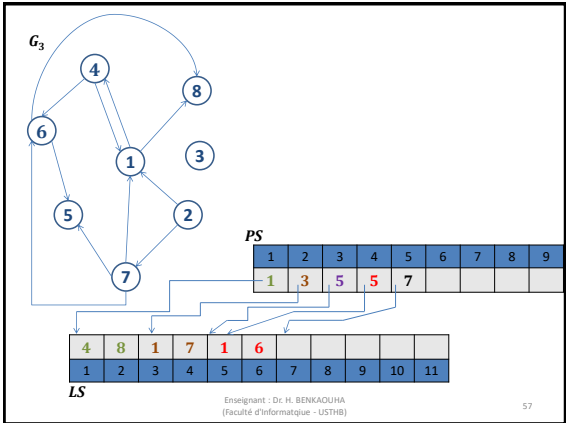 G₃
4
8
6
1
3
5
2
7
PS
1 2 3 4 5 6 7 8 9
1 3 5 5 7
4 8 1 7 1 6
1 2 3 4 5 6 7 8 9 10 11
LS
Enseignant : Dr. H. BENKAOUHA
(Faculté d'Informatqiue - USTHB)
57